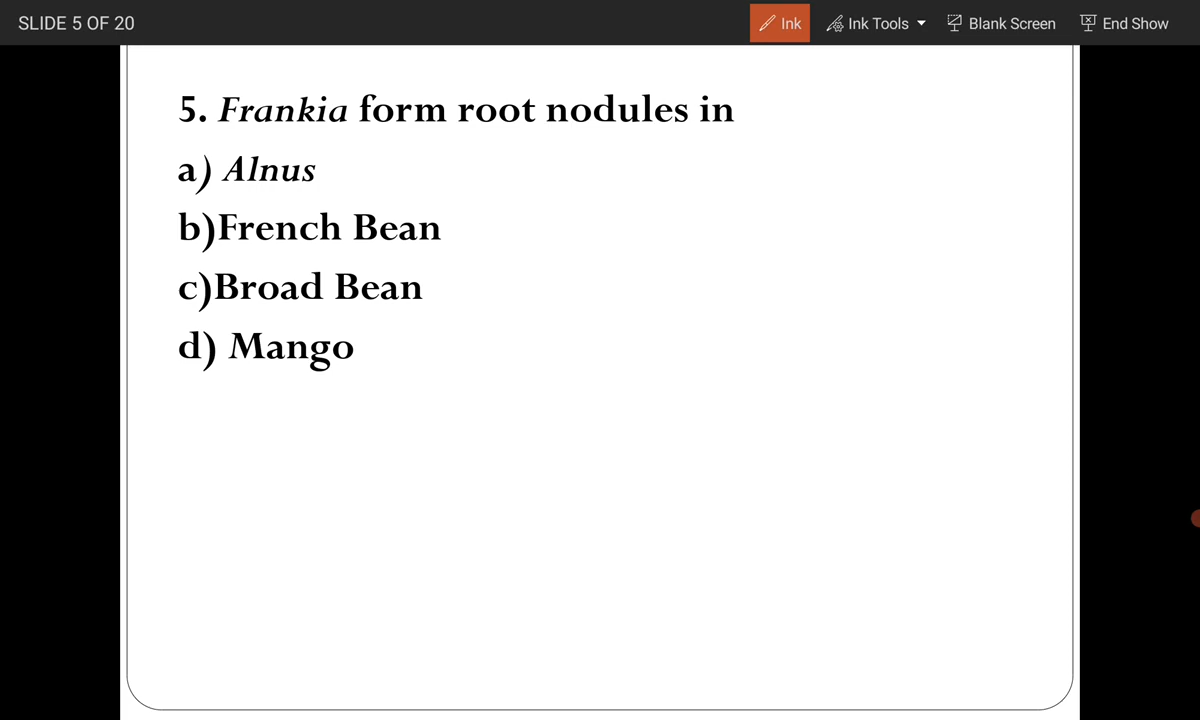 SLIDE 5 OF 20
Ink
Ink Tools
Blank Screen
End Show
5. Frankia form root nodules in
a) Alnus
b)French Bean
c)Broad Bean
d) Mango